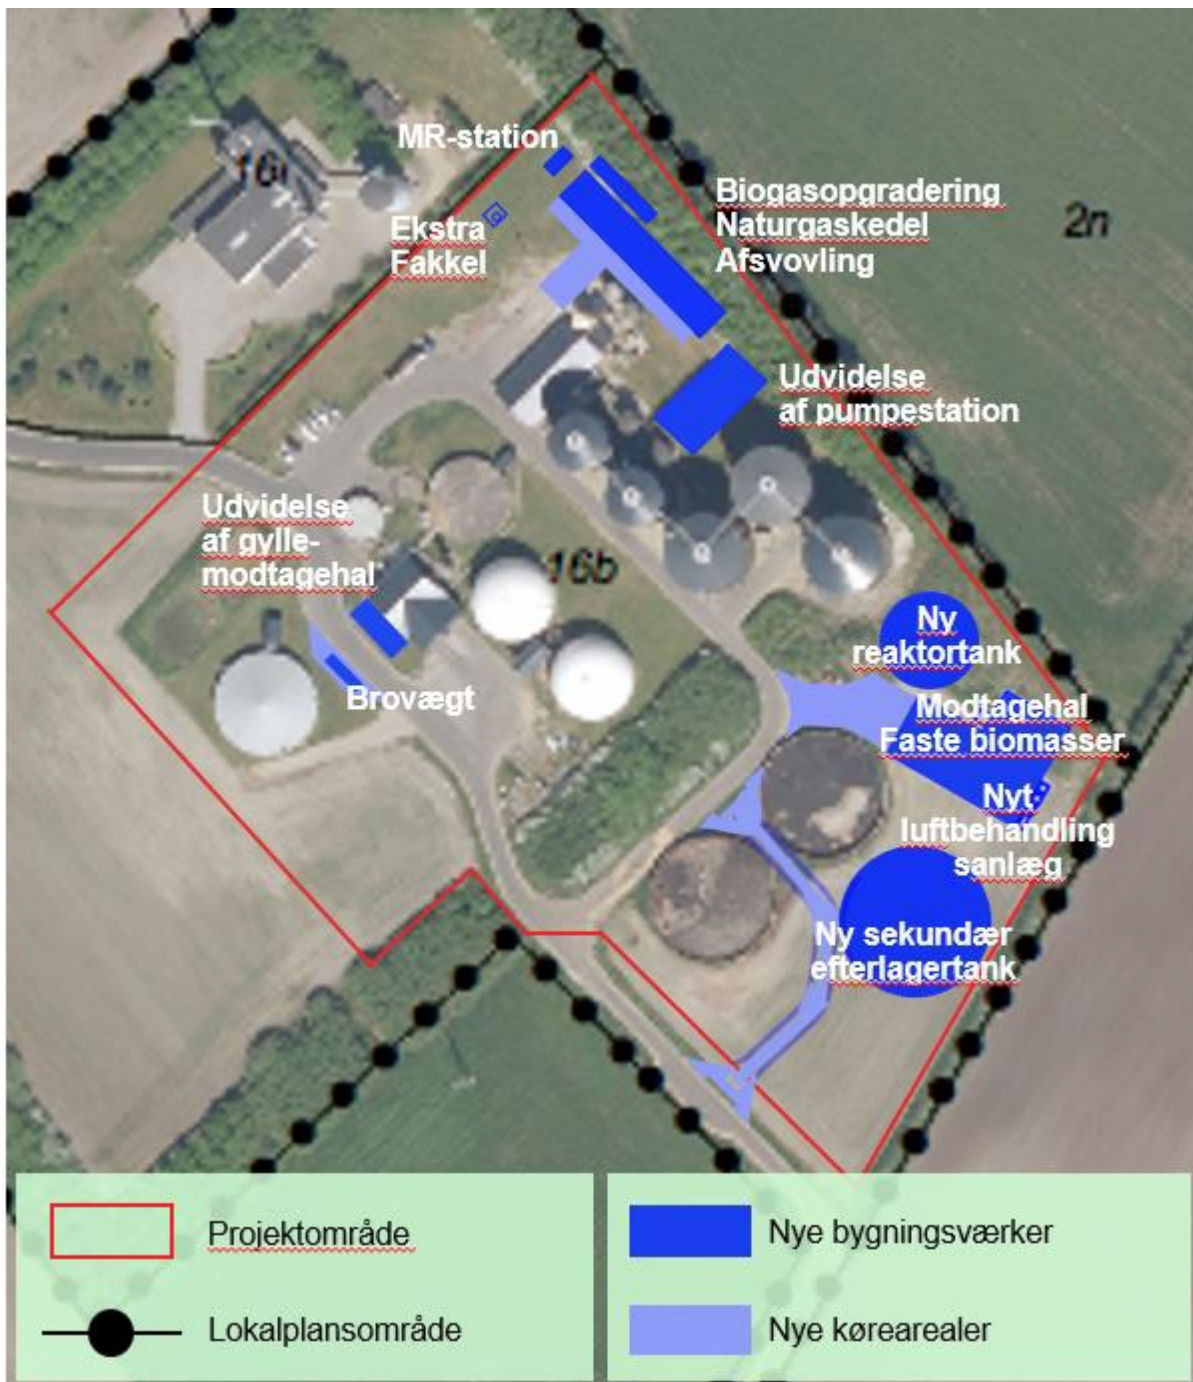 MR-station
16i
Biogasopgradering
Naturgaskedel
Afsvovling
2n
Ekstra
Fakkel
Udvidelse
af pumpestation
Udvidelse
af gylle-
modtagehal
16b
Ny
reaktortank
Brovægt
Modtagehal
Faste biomasser
Nyt
luftbehandling
sanlæg
Ny sekundær
efterlagertank
Projektområde
Lokalplansområde
Nye bygningsværker
Nye kørearealer